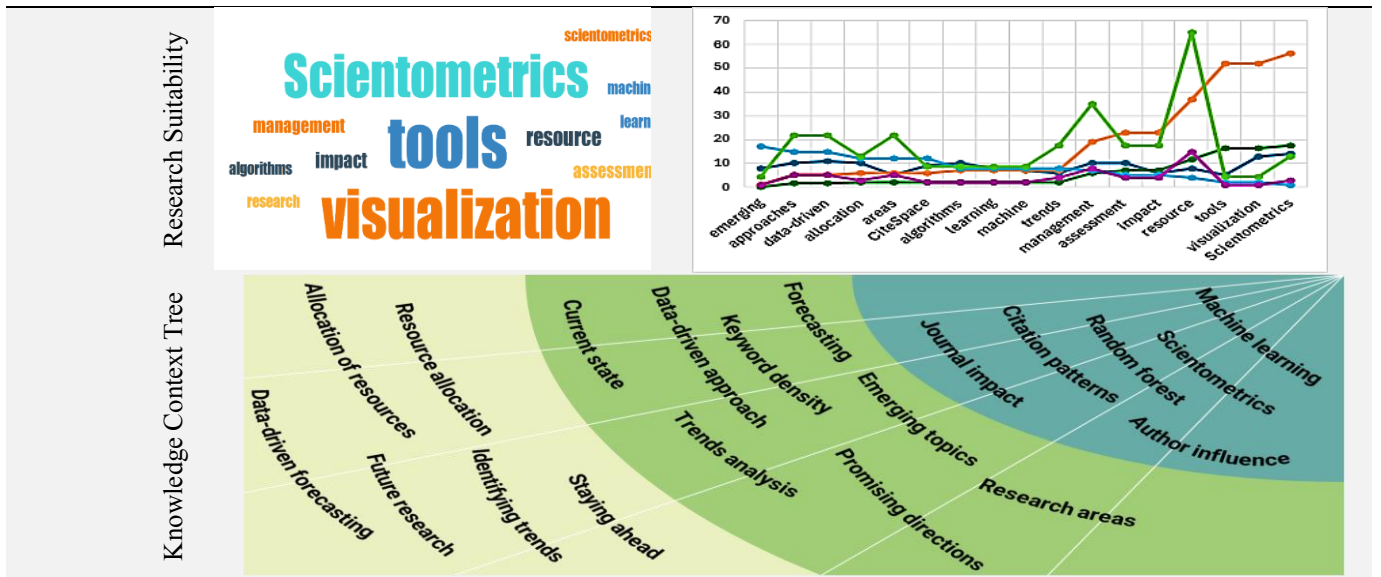 Research Suitability
scientometrics
Scientometrics
machin
management
tools
resource
learn
algorithms
impact
assessmen
research
visualization
70
60
50
40
30
20
10
0
emerging
approaches
data-driven
allocation
areas
CiteSpace
algorithms
learning
machine
trends
management
assessment
impact
resource
tools
visualization
Scientometrics
Knowledge Context Tree
Allocation of resources
Resource allocation
Data-driven forecasting
Future research
Identifying trends
Staying ahead
Current state
Data-driven approach
Keyword density
Forecasting
Trends analysis
Emerging topics
Promising directions
Research areas
Journal impact
Citation patterns
Random forest
Scientometrics
Machine learning
Author influence